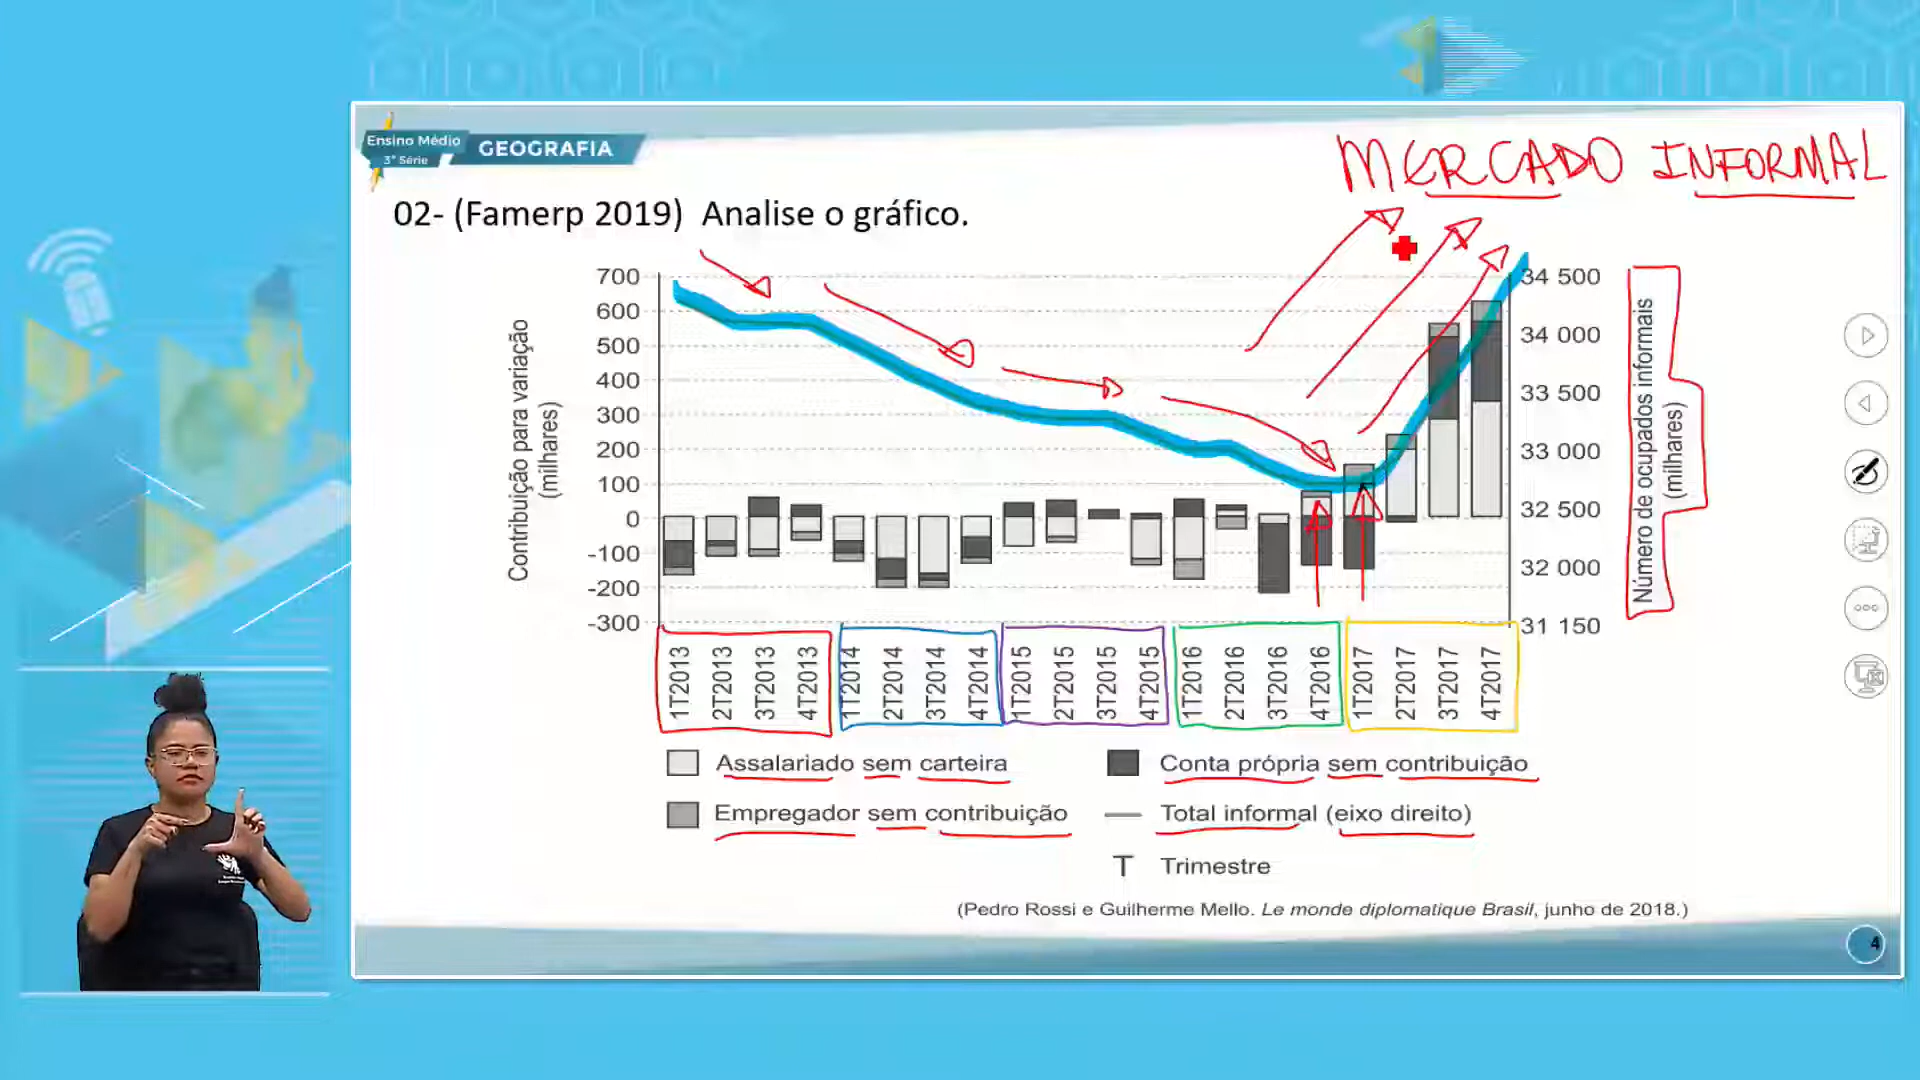 Ensino Médio
3ª Série
GEOGRAFIA
MERCADO INFORMAL
02- (Famerp 2019) Analise o gráfico.
Contribuição para variação
(milhares)
700
600
500
400
300
200
100
0
-100
-200
-300
34 500
34 000
33 500
33 000
32 500
32 000
31 150
Número de ocupados informais
(milhares)
1T2013
2T2013
3T2013
4T2013
1T2014
2T2014
3T2014
4T2014
1T2015
2T2015
3T2015
4T2015
1T2016
2T2016
3T2016
4T2016
1T2017
2T2017
3T2017
4T2017
Assalariado sem carteira
Conta própria sem contribuição
Empregador sem contribuição
Total informal (eixo direito)
T Trimestre
(Pedro Rossi e Guilherme Mello. Le monde diplomatique Brasil, junho de 2018.)
4